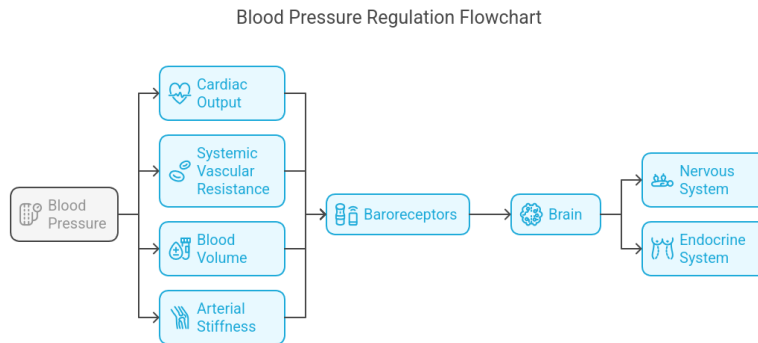 Blood Pressure Regulation Flowchart
Cardiac
Output
Systemic
Vascular
Resistance
Blood
Pressure
Blood
Volume
Arterial
Stiffness
Baroreceptors
Brain
Nervous
System
Endocrine
System